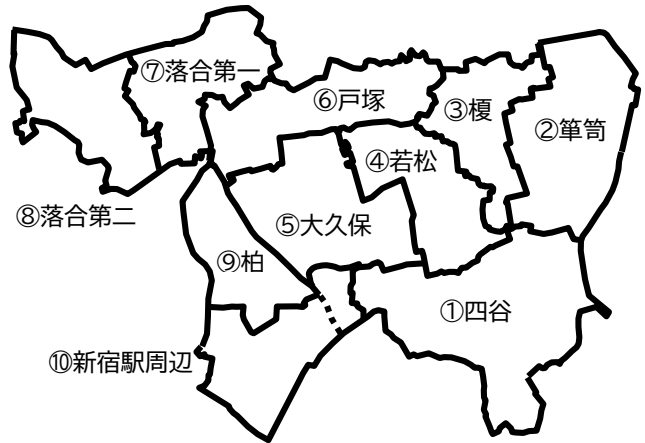 ⑦落合第一
⑥戸塚
③榎
②箪笥
④若松
⑧落合第二
⑤大久保
⑨柏
①四谷
⑩新宿駅周辺